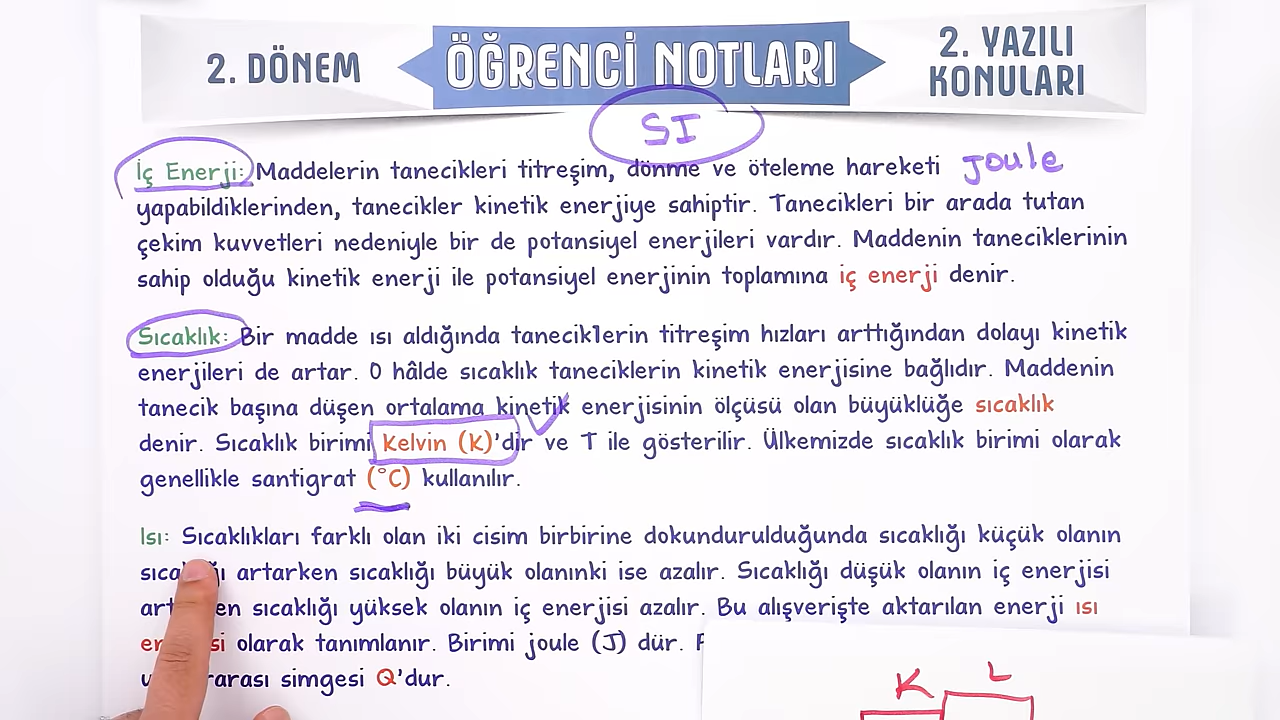 2. DÖNEM
ÖĞRENCİ NOTLARI
2. YAZILI
KONULARI
SI
İç Enerji: Maddelerin tanecikleri titreşim, dönme ve öteleme hareketi Joule
yapabildiklerinden, tanecikler kinetik enerjiye sahiptir. Tanecikleri bir arada tutan
çekim kuvvetleri nedeniyle bir de potansiyel enerjileri vardır. Maddenin taneciklerinin
sahip olduğu kinetik enerji ile potansiyel enerjinin toplamına iç enerji denir.
Sıcaklık: Bir madde ısı aldığında taneciklerin titreşim hızları arttığından dolayı kinetik
enerjileri de artar. O hâlde sıcaklık taneciklerin kinetik enerjisine bağlıdır. Maddenin
tanecik başına düşen ortalama kinetik enerjisinin ölçüsü olan büyüklüğe sıcaklık
denir. Sıcaklık birimi Kelvin (K)'dir ve T ile gösterilir. Ülkemizde sıcaklık birimi olarak
genellikle santigrat (°C) kullanılır.
Isı: Sıcaklıkları farklı olan iki cisim birbirine dokundurulduğunda sıcaklığı küçük olanın
artarken sıcaklığı büyük olanınki ise azalır. Sıcaklığı düşük olanın iç enerjisi
sıcaklığı yüksek olanın iç enerjisi azalır. Bu alışverişte aktarılan enerji ısı
olarak tanımlanır. Birimi joule (J) dür.
simgesi Q'dur.
K L